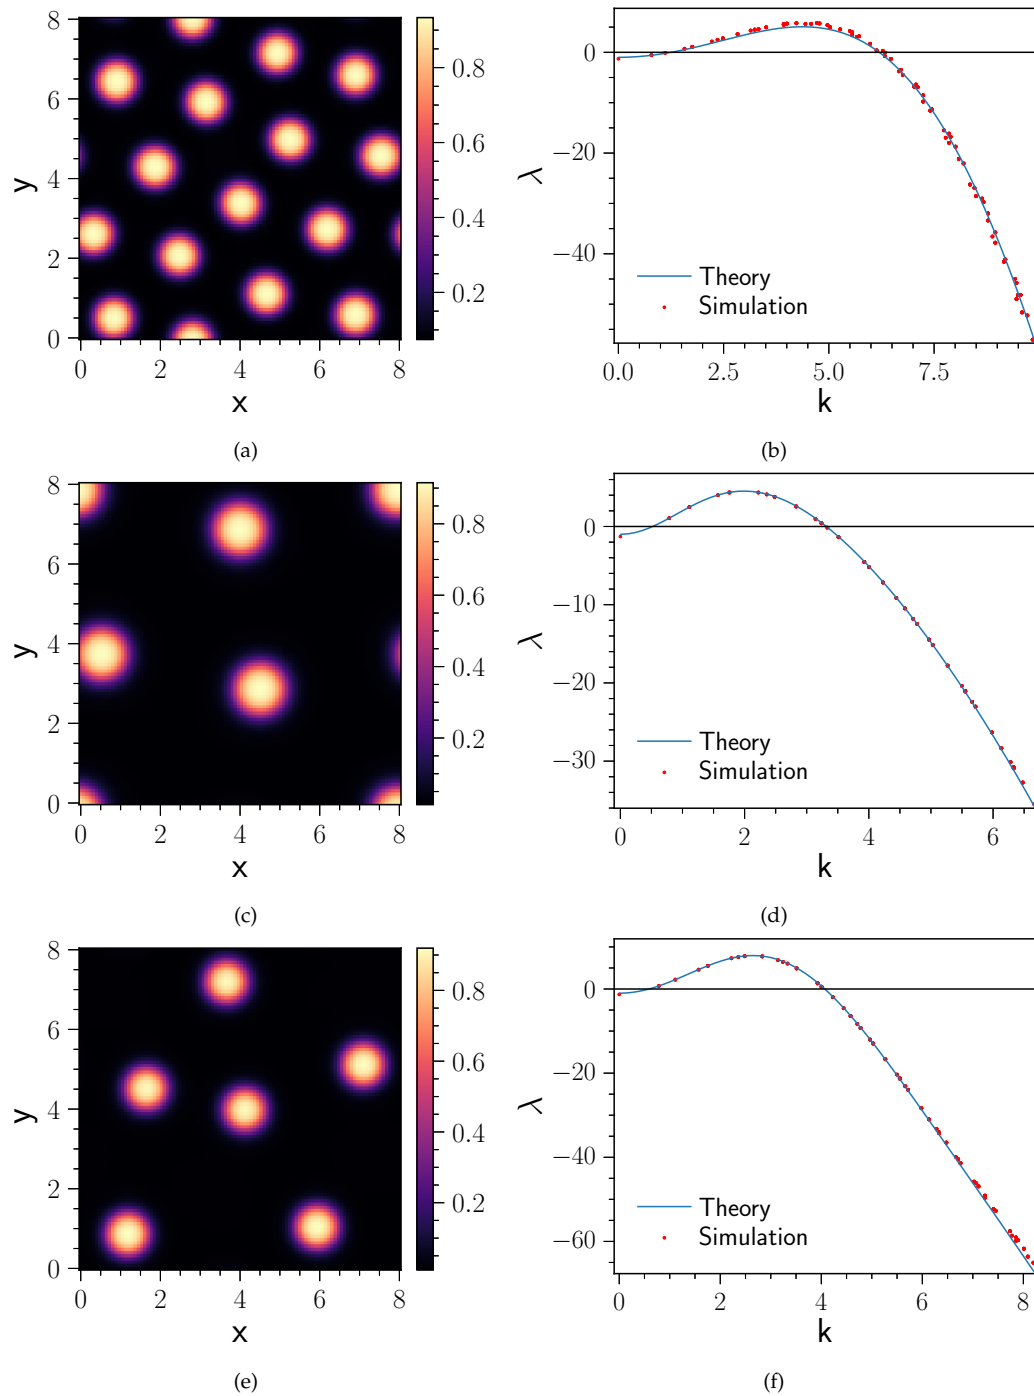 8
6
4
2
0
y
0 2 4 6 8
x
0.8
0.6
0.4
0.2
(a)
0
−20
−40
λ
Theory
Simulation
0.0 2.5 5.0 7.5
k
(b)
8
6
4
2
0
y
0 2 4 6 8
x
0.8
0.6
0.4
0.2
(c)
0
−10
−20
−30
λ
Theory
Simulation
0 2 4 6
k
(d)
8
6
4
2
0
y
0 2 4 6 8
x
0.8
0.6
0.4
0.2
(e)
0
−20
−40
−60
λ
Theory
Simulation
0 2 4 6 8
k
(f)